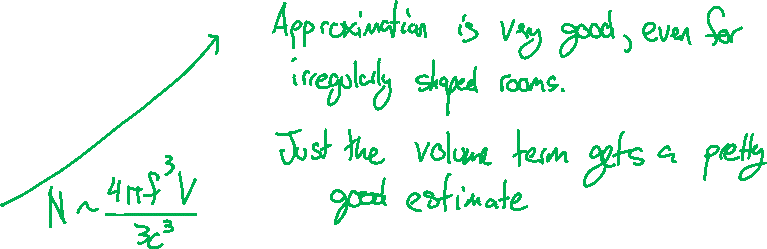 Approximation is very good, even for
irregularly shaped rooms.
Just the volume term gets a pretty
good estimate
N ~ 4πf³V / 3c³